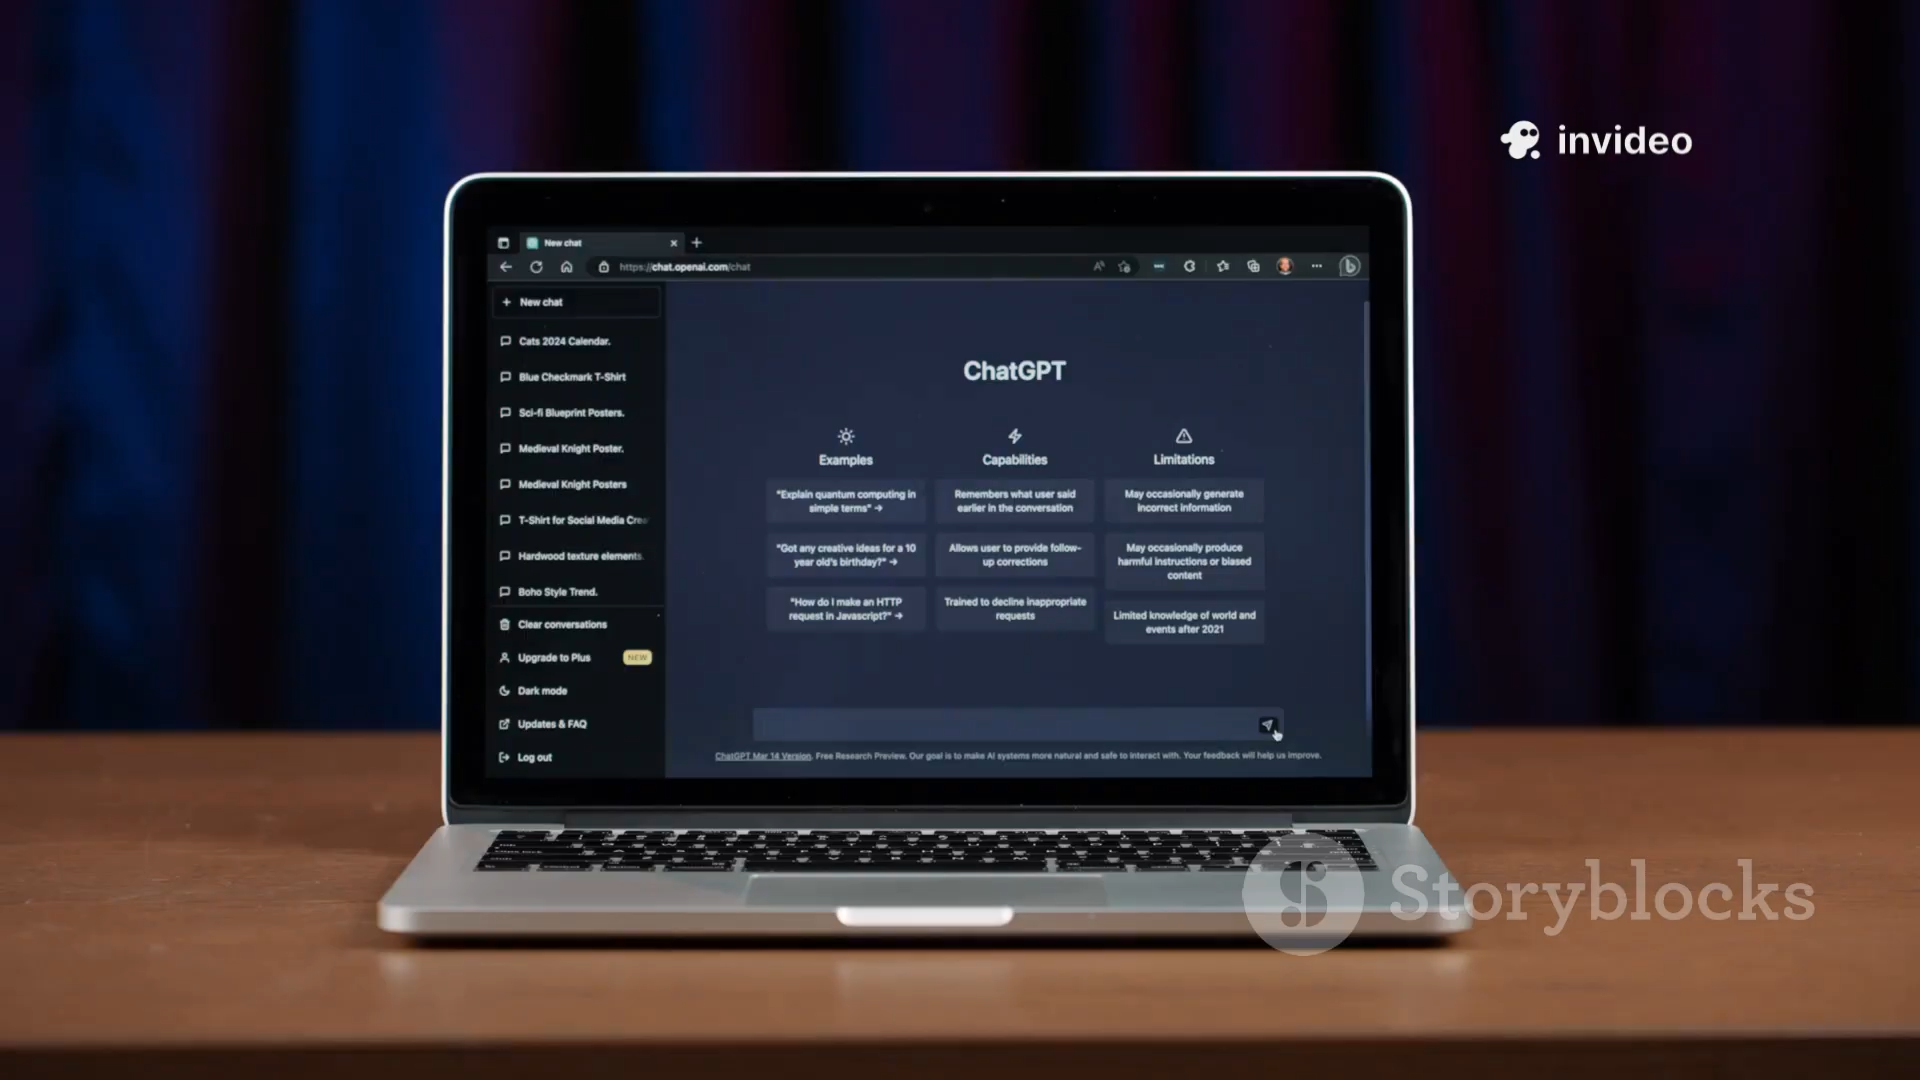 invideo
New chat
https://chat.openai.com/chat
New chat
Cats 2024 Calendar.
Blue Checkmark T-Shirt
Sci-fi Blueprint Posters.
Medieval Knight Poster.
Medieval Knight Posters
T-Shirt for Social Media Cre
Hardwood texture elements.
Boho Style Trend.
Clear conversations
Upgrade to Plus NEW
Dark mode
Updates & FAQ
Log out
ChatGPT
Examples
"Explain quantum computing in
simple terms" →
"Got any creative ideas for a 10
year old's birthday?" →
"How do I make an HTTP
request in Javascript?" →
Capabilities
Remembers what user said
earlier in the conversation
Allows user to provide follow-
up corrections
Trained to decline inappropriate
requests
Limitations
May occasionally generate
incorrect information
May occasionally produce
harmful instructions or biased
content
Limited knowledge of world and
events after 2021
ChatGPT Mar 14 Version. Free Research Preview. Our goal is to make AI systems more natural and safe to interact with. Your feedback will help us improve.
Storyblocks